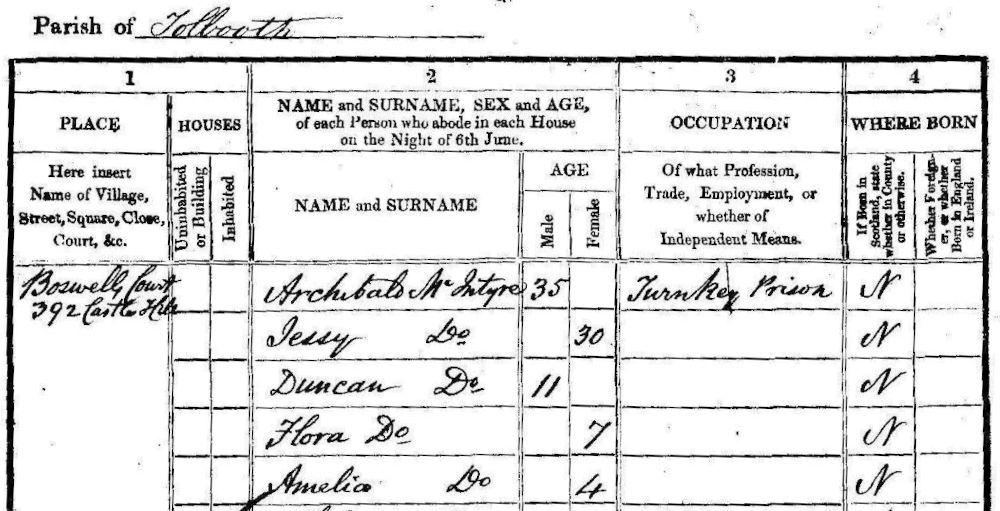 Parish of Tolbooth
1 2 3 4
PLACE
HOUSES
NAME and SURNAME, SEX and AGE,
of each Person who abode in each House
on the Night of 6th June.
OCCUPATION
WHERE BORN
Here insert
Name of Village,
Street, Square, Close,
Court, &c.
Uninhabited
or Building
Inhabited
NAME and SURNAME
AGE
Male
Female
Of what Profession,
Trade, Employment, or
whether of
Independent Means.
If Born in
Scotland, state
whether in County
or otherwise.
Whether Foreign-
er, or whether
Born in England
or Ireland.
Boswells Court
392 Castle Hill
Archibald McIntyre 35 Turnkey Prison N
Jessy Do 30 N
Duncan Do 11 N
Flora Do 7 N
Amelia Do 4 N